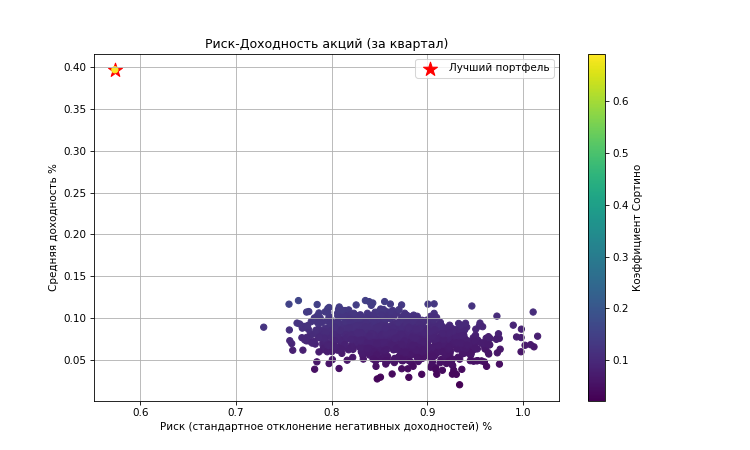 Риск-Доходность акций (за квартал)
Лучший портфель
0.40
0.35
0.30
0.25
0.20
0.15
0.10
0.05
Средняя доходность %
0.6 0.7 0.8 0.9 1.0
Риск (стандартное отклонение негативных доходностей) %
0.6
0.5
0.4
0.3
0.2
0.1
Коэффициент Сортино